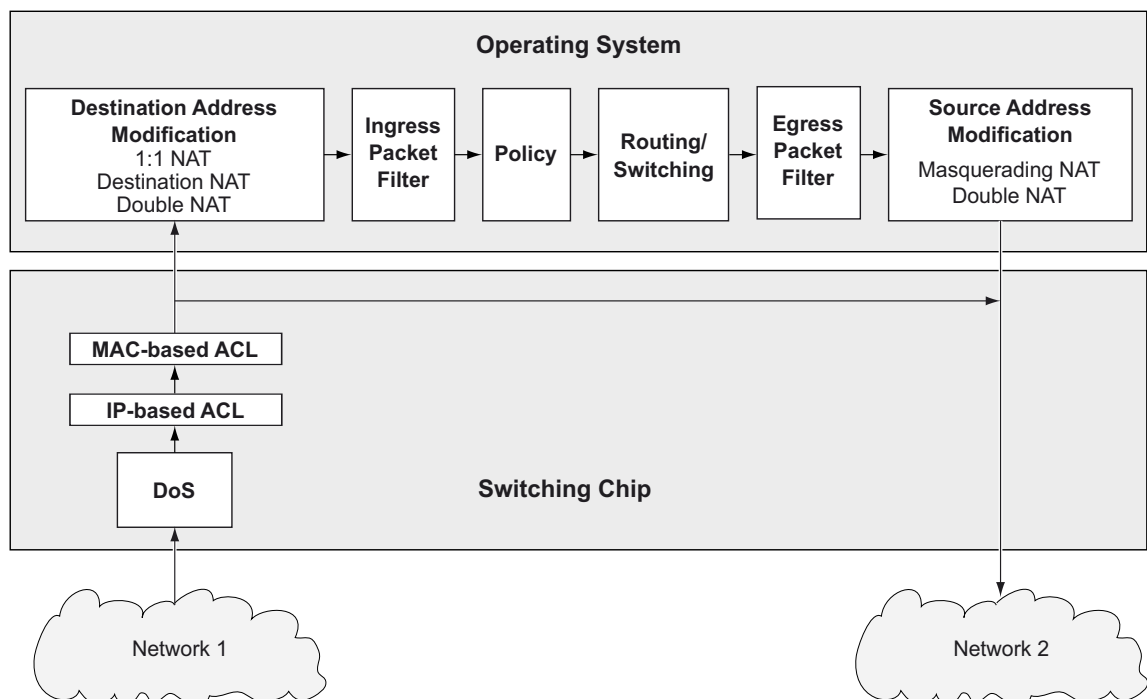 Operating System
Destination Address
Modification
1:1 NAT
Destination NAT
Double NAT
Ingress
Packet
Filter
Policy
Routing/
Switching
Egress
Packet
Filter
Source Address
Modification
Masquerading NAT
Double NAT
MAC-based ACL
IP-based ACL
DoS
Switching Chip
Network 1
Network 2